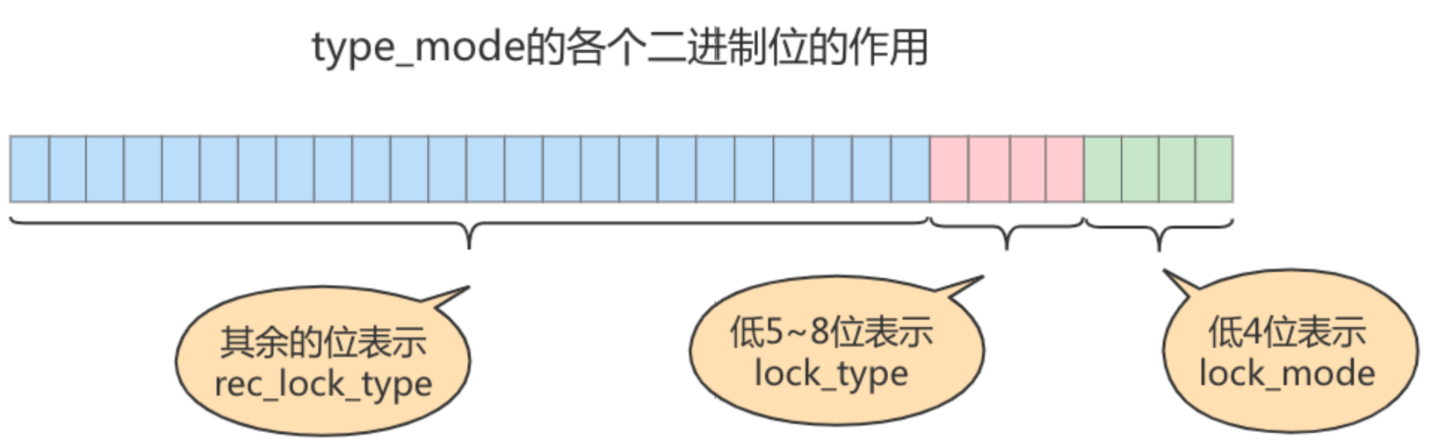 type_mode的各个二进制位的作用
其余的位表示
rec_lock_type
低5~8位表示
lock_type
低4位表示
lock_mode